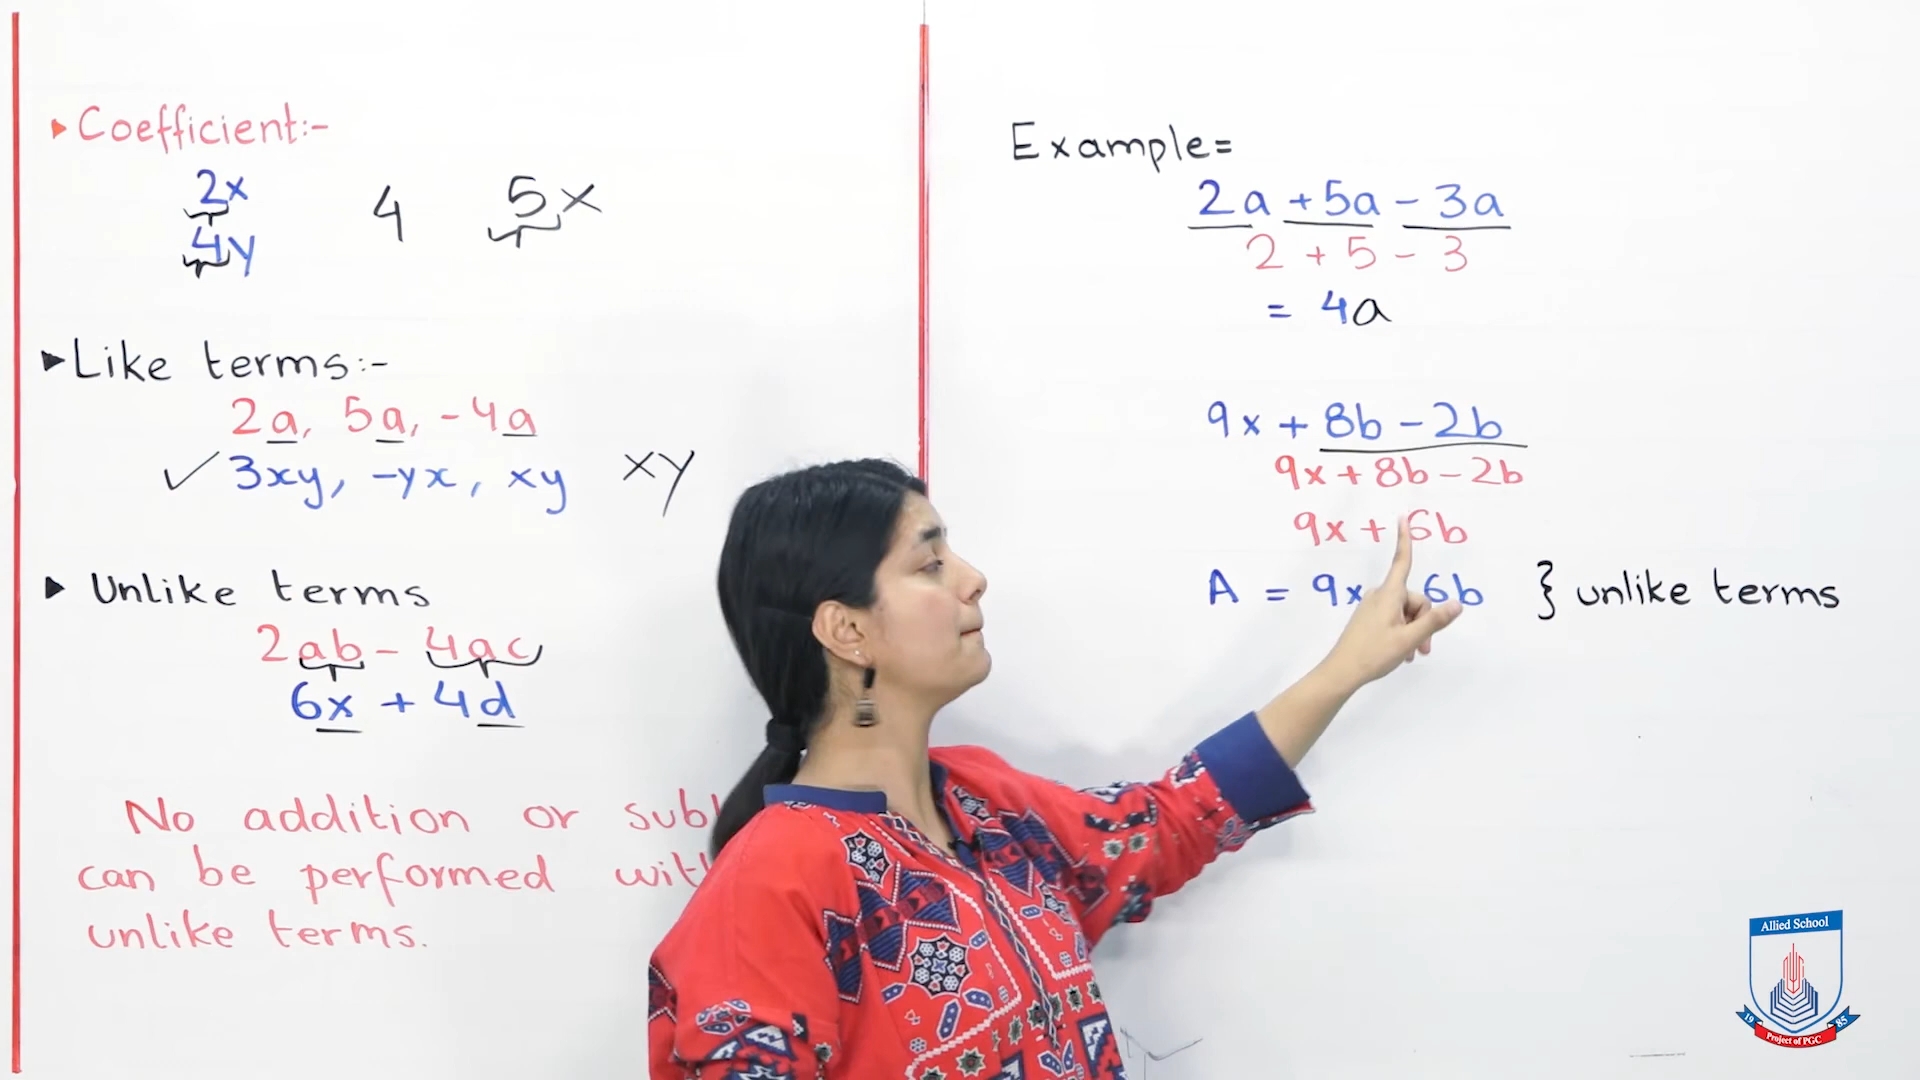 Coefficient:-
2x 4 5x
4y
Like terms:-
2a, 5a, -4a
3xy, -yx, xy xy
Unlike terms
2ab - 4ac
6x + 4d
No addition or
can be performed
unlike terms.
Example=
2a + 5a - 3a
2 + 5 - 3
= 4a
9x + 8b - 2b
9x + 8b - 2b
9x + 6b
A = 9x 6b } unlike terms
Allied School
19 85
Project of PGC